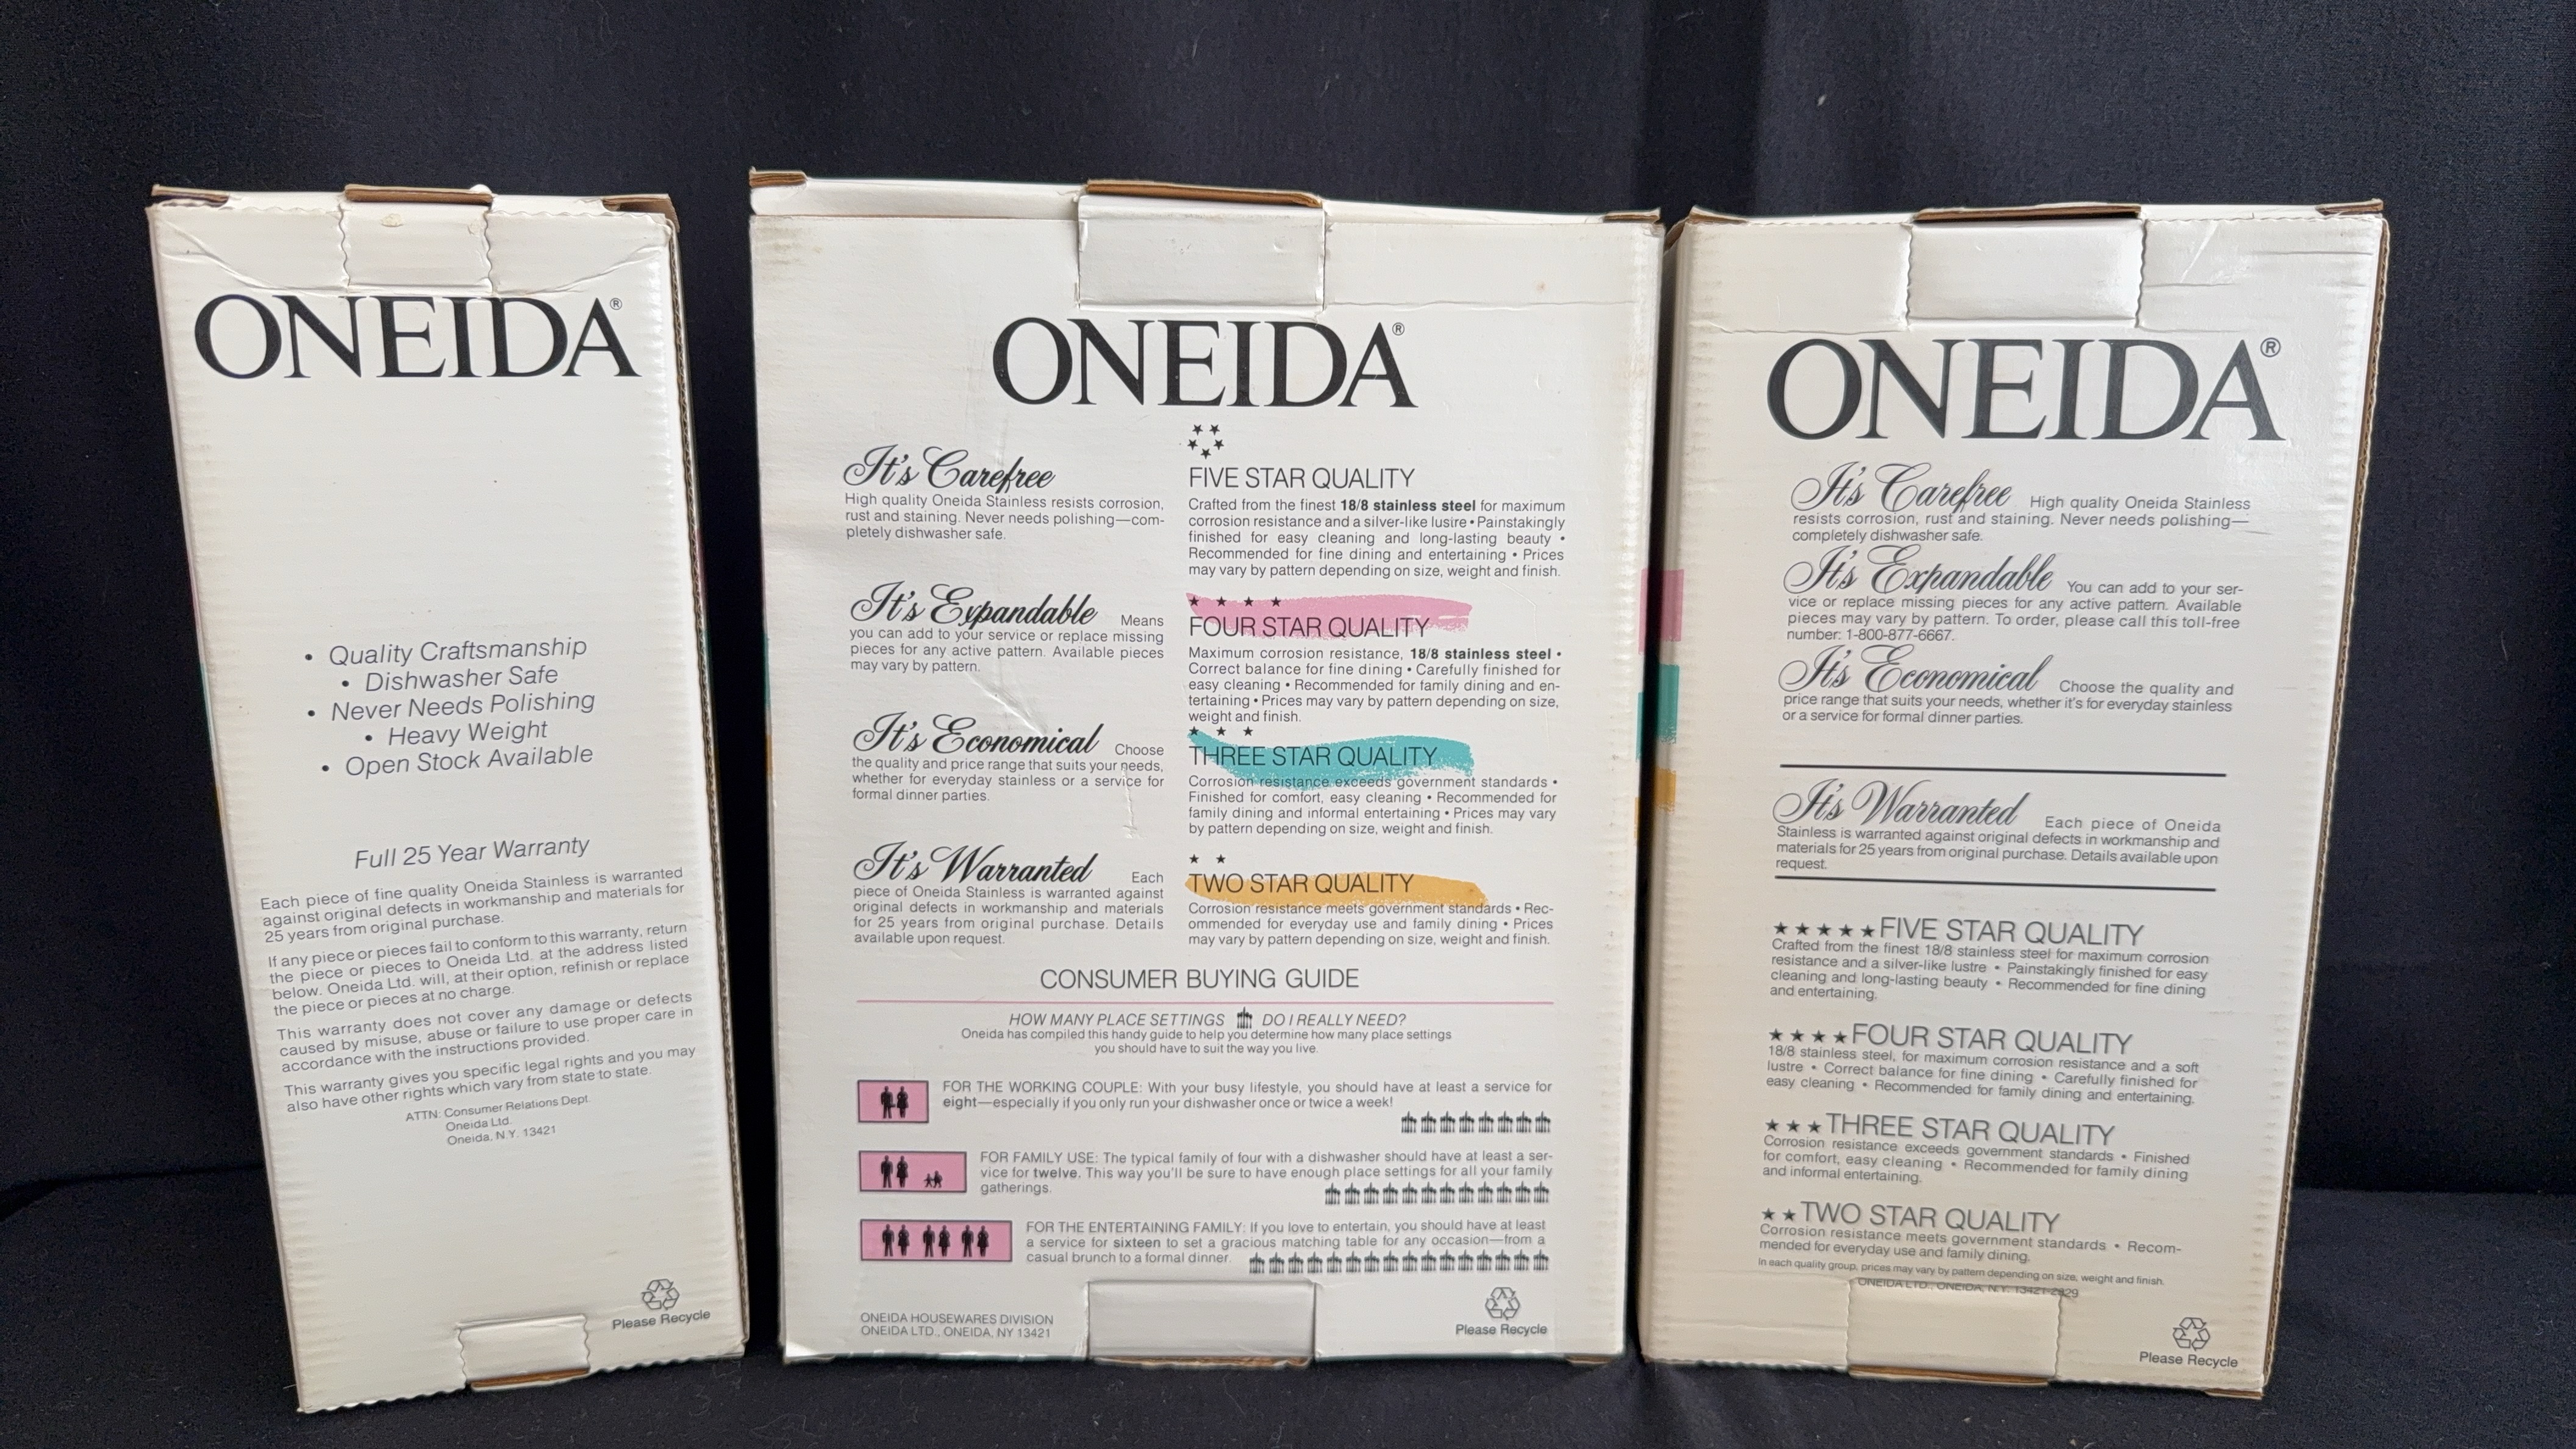 ONEIDA®
• Quality Craftsmanship
• Dishwasher Safe
• Never Needs Polishing
• Heavy Weight
• Open Stock Available
Full 25 Year Warranty
Each piece of fine quality Oneida Stainless is warranted
against original defects in workmanship and materials for
25 years from original purchase.
If any piece or pieces fail to conform to this warranty, return
the piece or pieces to Oneida Ltd. at the address listed
below. Oneida Ltd. will, at their option, refinish or replace
the piece or pieces at no charge.
This warranty does not cover any damage or defects
caused by misuse, abuse or failure to use proper care in
accordance with the instructions provided.
This warranty gives you specific legal rights and you may
also have other rights which vary from state to state.
ATTN: Consumer Relations Dept.
Oneida Ltd.
Oneida, N.Y. 13421
Please Recycle
ONEIDA®
It's Carefree
High quality Oneida Stainless resists corrosion,
rust and staining. Never needs polishing—com-
pletely dishwasher safe.
It's Expandable Means
you can add to your service or replace missing
pieces for any active pattern. Available pieces
may vary by pattern.
It's Economical Choose
the quality and price range that suits your needs,
whether for everyday stainless or a service for
formal dinner parties.
It's Warranted Each
piece of Oneida Stainless is warranted against
original defects in workmanship and materials
for 25 years from original purchase. Details
available upon request.
★★★★★
FIVE STAR QUALITY
Crafted from the finest 18/8 stainless steel for maximum
corrosion resistance and a silver-like lusire • Painstakingly
finished for easy cleaning and long-lasting beauty •
Recommended for fine dining and entertaining • Prices
may vary by pattern depending on size, weight and finish.
★ ★ ★ ★
FOUR STAR QUALITY
Maximum corrosion resistance, 18/8 stainless steel •
Correct balance for fine dining • Carefully finished for
easy cleaning • Recommended for family dining and en-
tertaining • Prices may vary by pattern depending on size,
weight and finish.
★ ★ ★
THREE STAR QUALITY
Corrosion resistance exceeds government standards •
Finished for comfort, easy cleaning • Recommended for
family dining and informal entertaining • Prices may vary
by pattern depending on size, weight and finish.
★ ★
TWO STAR QUALITY
Corrosion resistance meets government standards • Rec-
ommended for everyday use and family dining • Prices
may vary by pattern depending on size, weight and finish.
CONSUMER BUYING GUIDE
HOW MANY PLACE SETTINGS DO I REALLY NEED?
Oneida has compiled this handy guide to help you determine how many place settings
you should have to suit the way you live.
FOR THE WORKING COUPLE: With your busy lifestyle, you should have at least a service for
eight—especially if you only run your dishwasher once or twice a week!
FOR FAMILY USE: The typical family of four with a dishwasher should have at least a ser-
vice for twelve. This way you'll be sure to have enough place settings for all your family
gatherings.
FOR THE ENTERTAINING FAMILY: If you love to entertain, you should have at least
a service for sixteen to set a gracious matching table for any occasion—from a
casual brunch to a formal dinner.
ONEIDA HOUSEWARES DIVISION
ONEIDA LTD., ONEIDA, NY 13421
Please Recycle
ONEIDA®
It's Carefree High quality Oneida Stainless
resists corrosion, rust and staining. Never needs polishing—
completely dishwasher safe.
It's Expandable You can add to your ser-
vice or replace missing pieces for any active pattern. Available
pieces may vary by pattern. To order, please call this toll-free
number: 1-800-877-6667.
It's Economical Choose the quality and
price range that suits your needs, whether it's for everyday stainless
or a service for formal dinner parties.
It's Warranted Each piece of Oneida
Stainless is warranted against original defects in workmanship and
materials for 25 years from original purchase. Details available upon
request.
★★★★★FIVE STAR QUALITY
Crafted from the finest 18/8 stainless steel for maximum corrosion
resistance and a silver-like lustre • Painstakingly finished for easy
cleaning and long-lasting beauty • Recommended for fine dining
and entertaining.
★★★★FOUR STAR QUALITY
18/8 stainless steel, for maximum corrosion resistance and a soft
lustre • Correct balance for fine dining • Carefully finished for
easy cleaning • Recommended for family dining and entertaining.
★★★THREE STAR QUALITY
Corrosion resistance exceeds government standards • Finished
for comfort, easy cleaning • Recommended for family dining
and informal entertaining.
★★TWO STAR QUALITY
Corrosion resistance meets government standards • Recom-
mended for everyday use and family dining.
In each quality group, prices may vary by pattern depending on size, weight and finish.
ONEIDA LTD., ONEIDA, N.Y. 13421-2829
Please Recycle